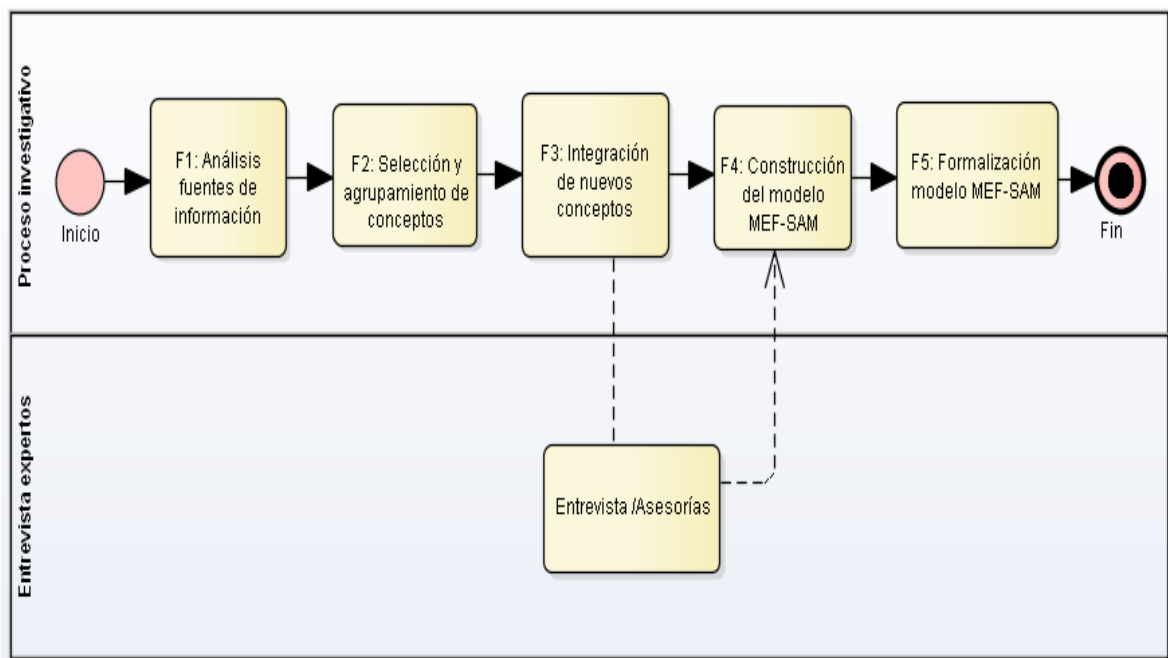 Proceso investigativo
Inicio
F1: Análisis
fuentes de
información
F2: Selección y
agrupamiento de
conceptos
F3: Integración
de nuevos
conceptos
F4: Construcción
del modelo
MEF-SAM
F5: Formalización
modelo MEF-SAM
Fin
Entrevista expertos
Entrevista /Asesorías